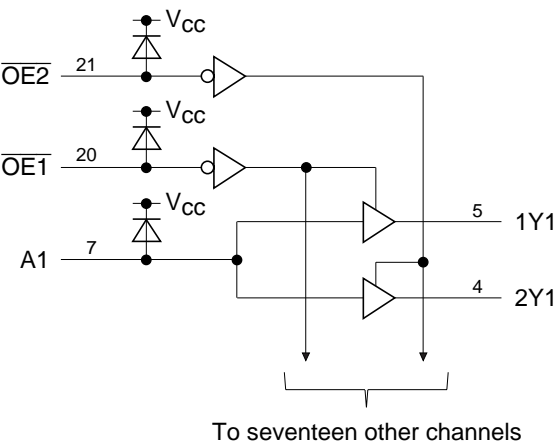 VCC
OE2 21
VCC
OE1 20
VCC
A1 7
5 1Y1
4 2Y1
To seventeen other channels